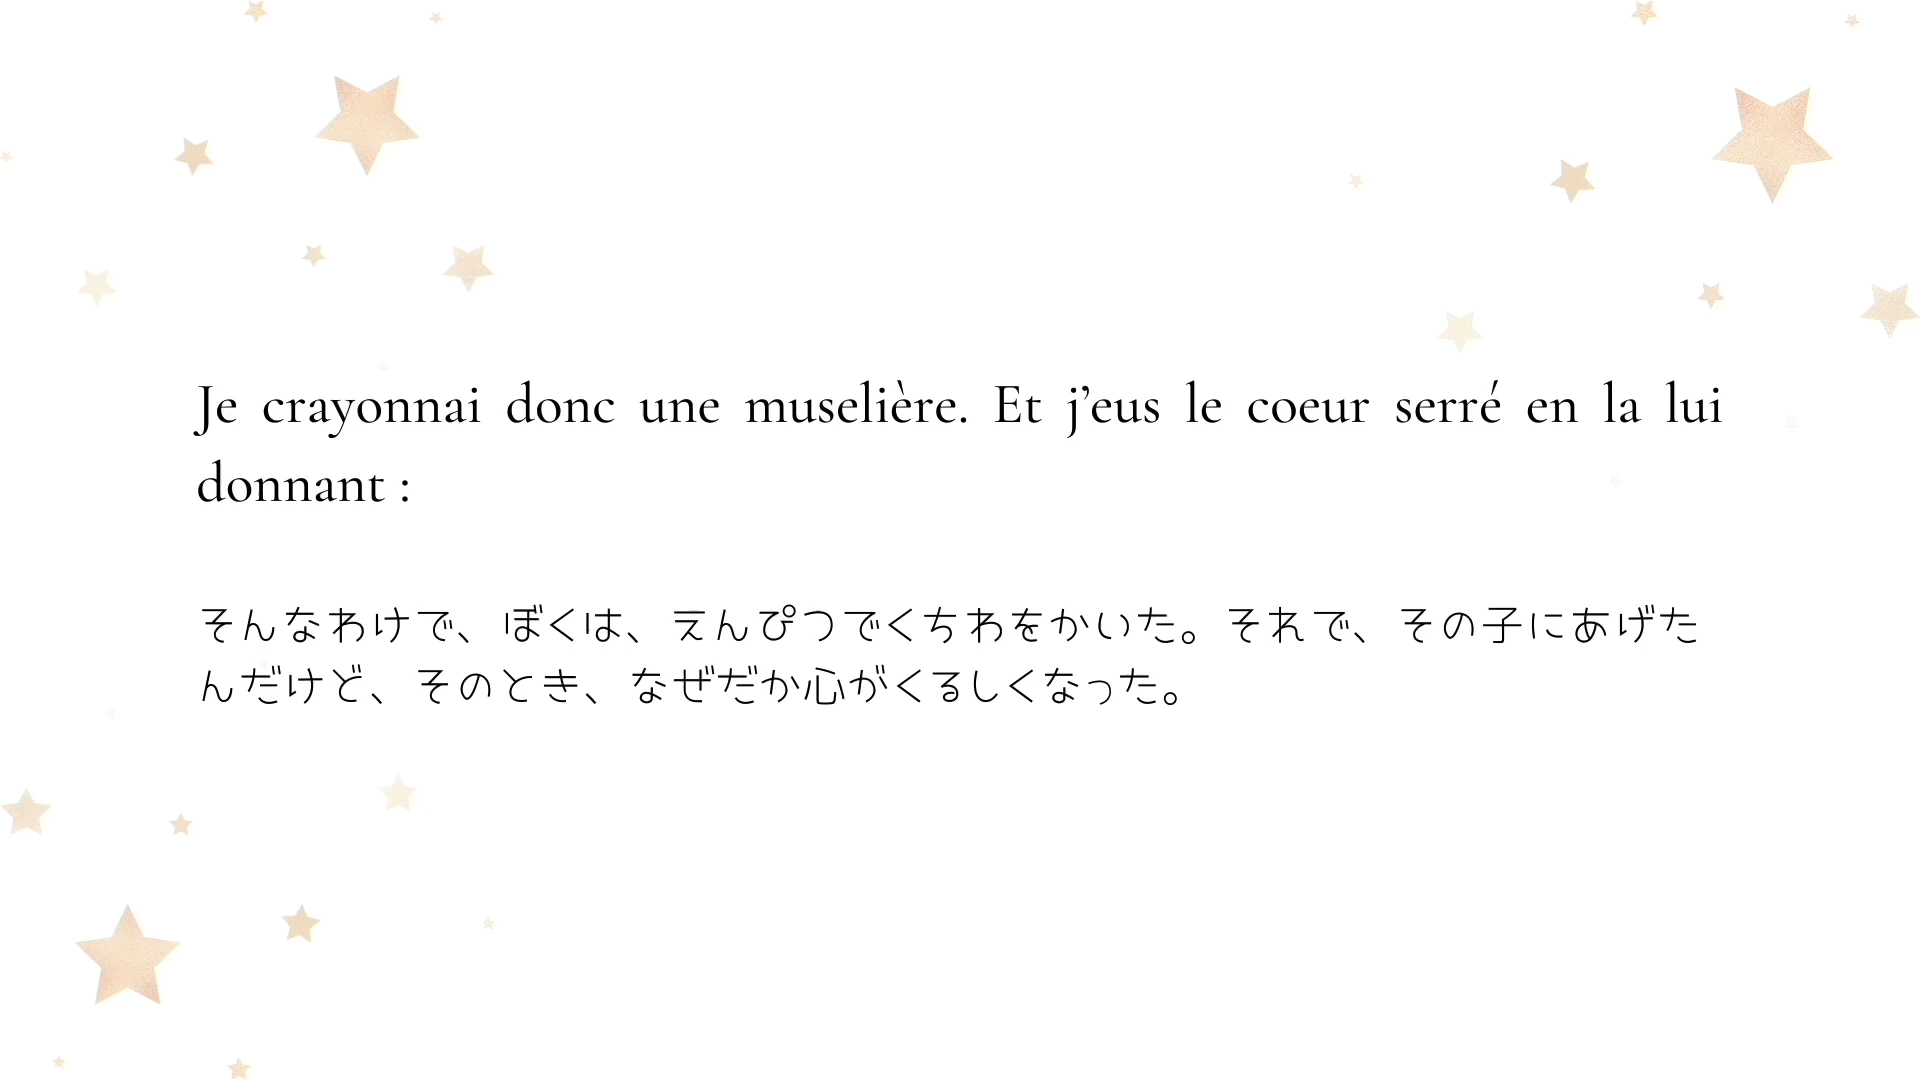 Je crayonnai donc une muselière. Et j’eus le coeur serré en la lui
donnant :
そんなわけで、ぼくは、えんぴつでくちわをかいた。それで、その子にあげた
んだけど、そのとき、なぜだか心がくるしくなった。